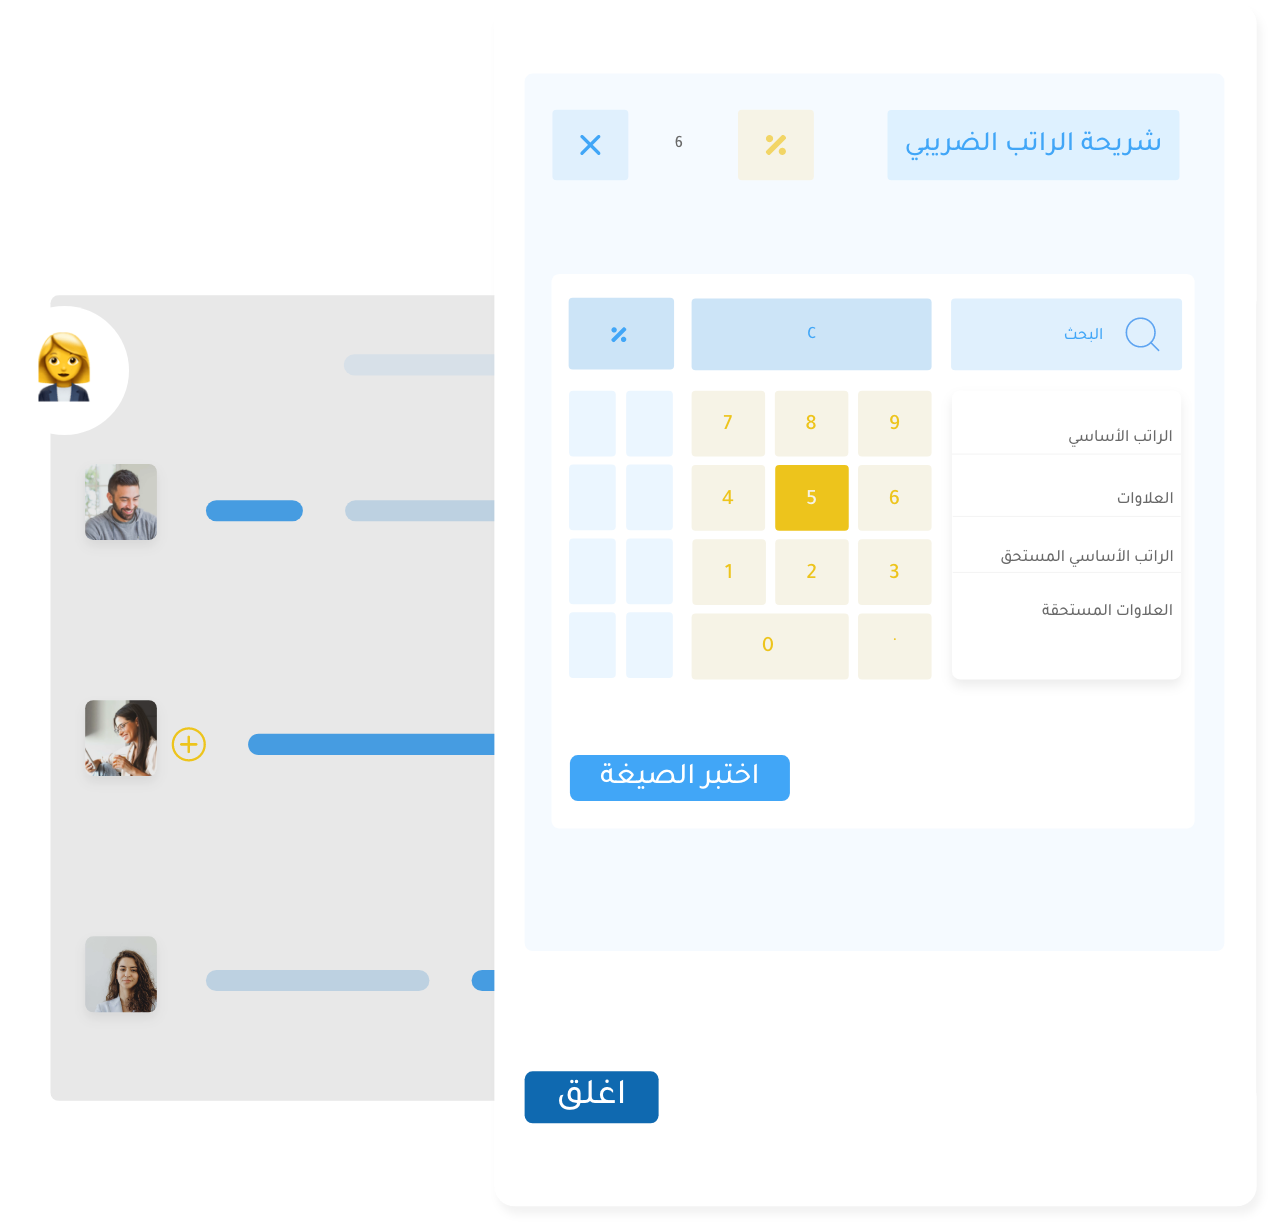 شريحة الراتب الضريبي
%
6
×
البحث
C
%
7 8 9
4 5 6
1 2 3
0 .
الراتب الأساسي
العلاوات
الراتب الأساسي المستحق
العلاوات المستحقة
اختبر الصيغة
اغلق